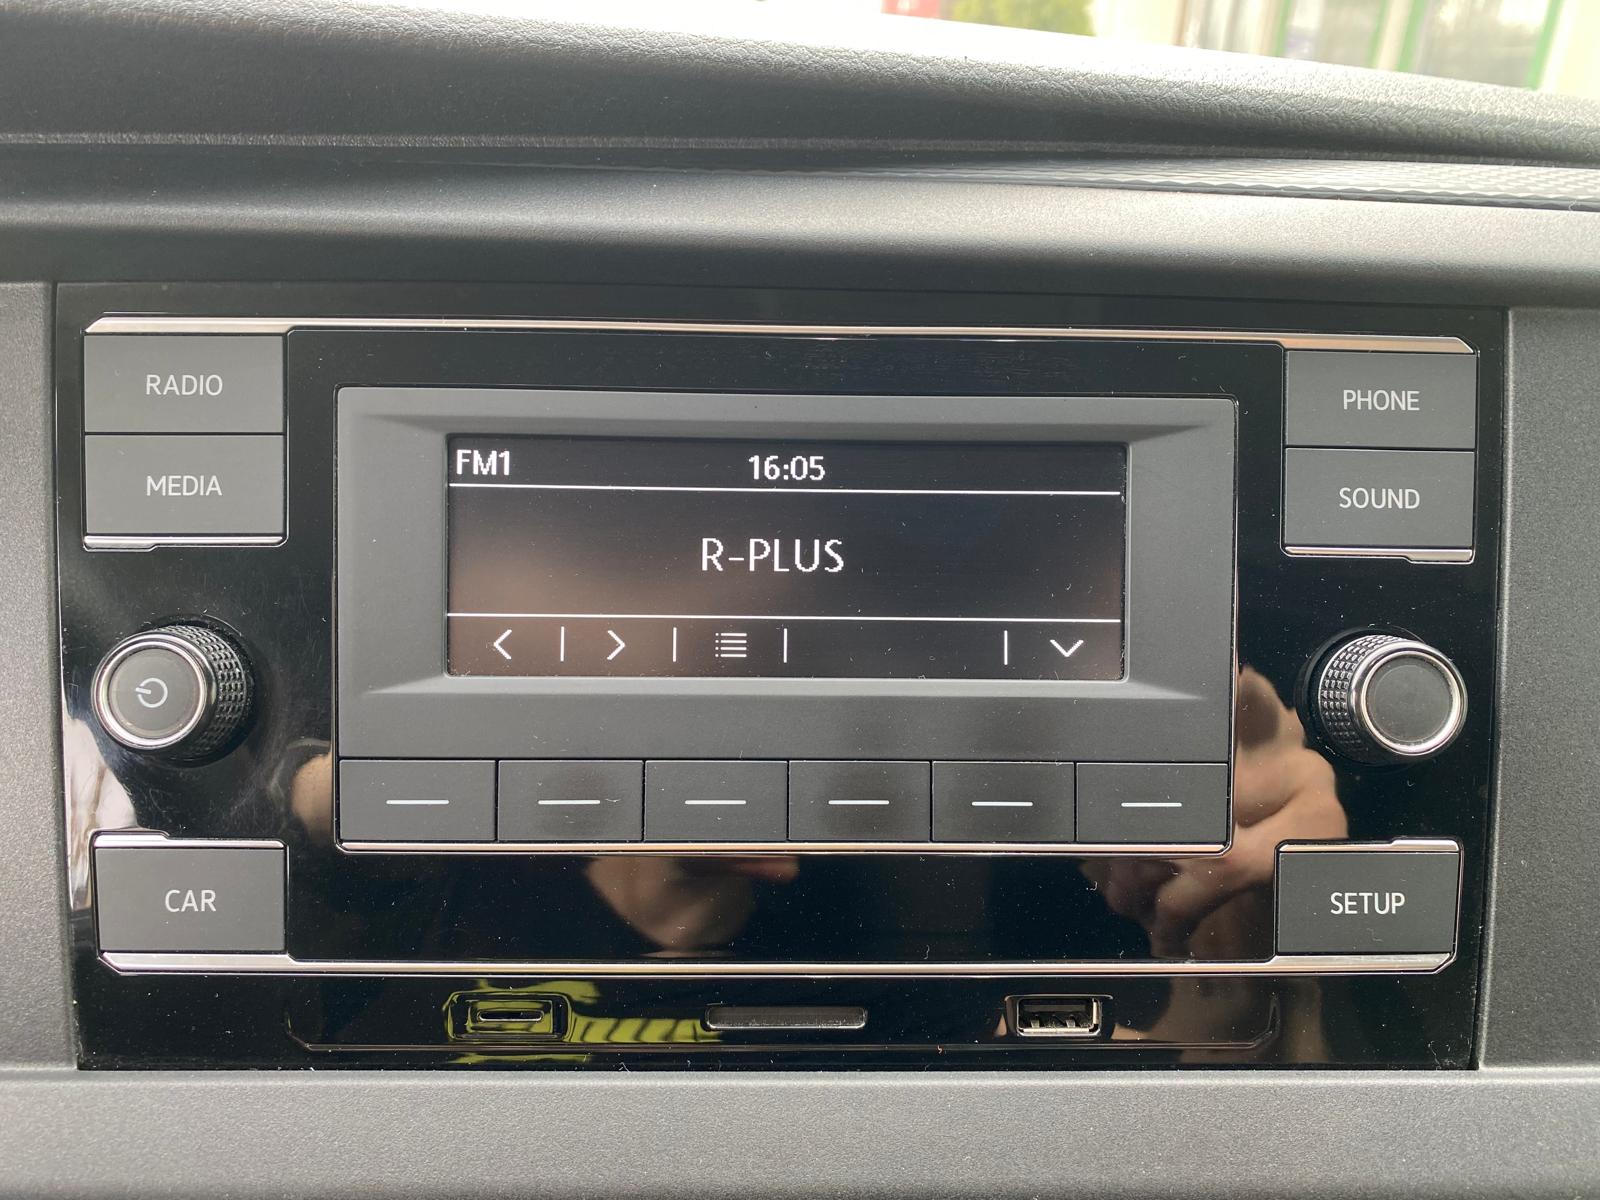 RADIO
MEDIA
FM1 16:05
R-PLUS
PHONE
SOUND
CAR
SETUP